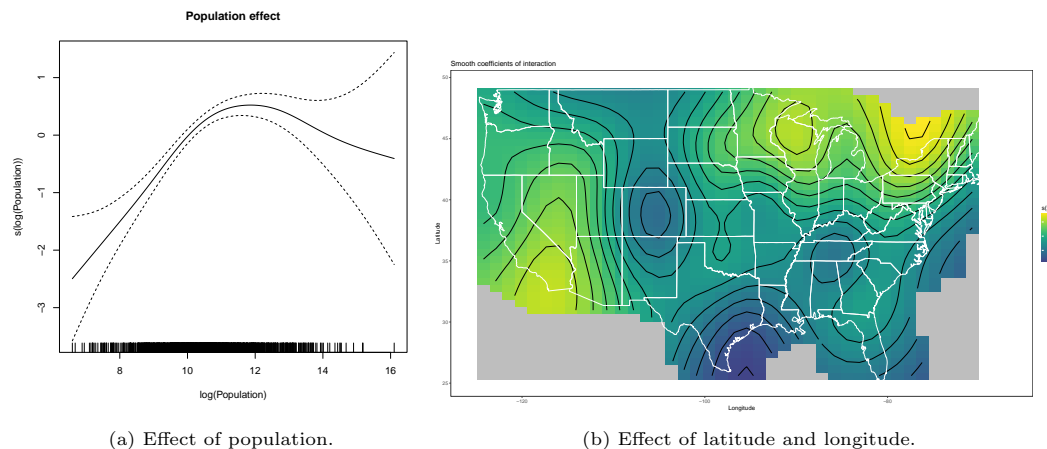 Population effect
1
0
-1
-2
-3
s(log(Population))
8
10
12
14
16
log(Population)
Smooth coefficients of interaction
50
45
40
35
30
25
Latitude
-120
-100
-80
Longitude
s(
(a) Effect of population.
(b) Effect of latitude and longitude.